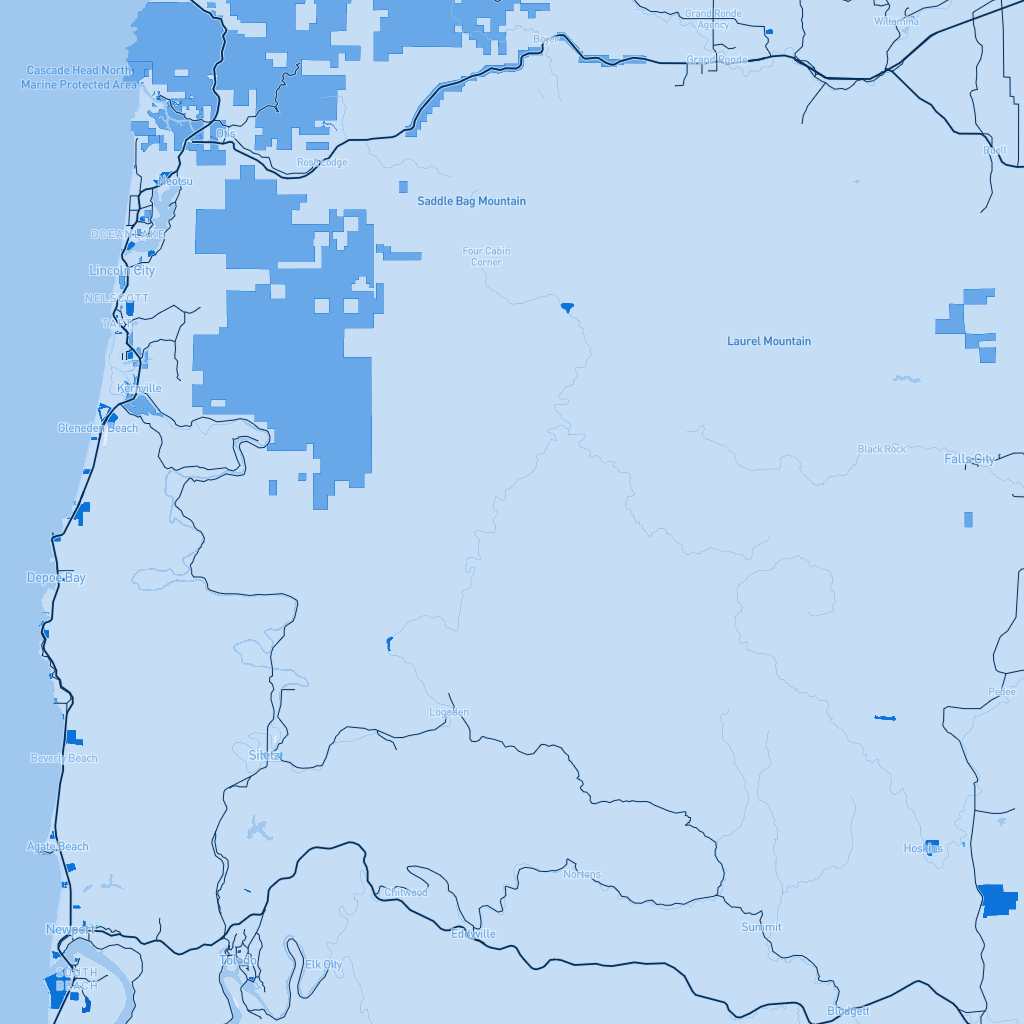 Grand Ronde
Agency
Willamina
Boyer
Grand Ronde
Cascade Head North
Marine Protected Area
Otis
Buell
Rose Lodge
Neotsu
Saddle Bag Mountain
OCEANLAKE
Four Cabin
Corner
Lincoln City
NELSCOTT
TAFT
Laurel Mountain
Kernville
Gleneden Beach
Black Rock
Falls City
Depoe Bay
Pedee
Logsden
Siletz
Beverly Beach
Agate Beach
Hoskins
Nortons
Chitwood
Newport
Eddyville
Summit
Toledo
Elk City
SOUTH
BEACH
Blodgett